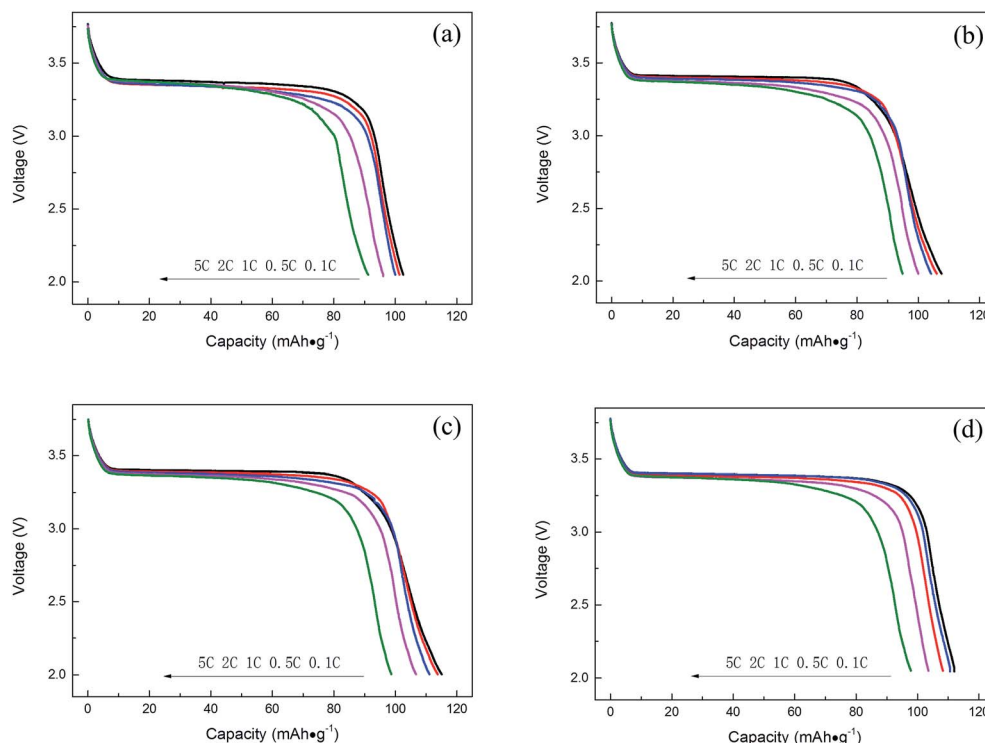 (a)
3.5
3.0
2.5
2.0
Voltage (V)
5C 2C 1C 0.5C 0.1C
0 20 40 60 80 100 120
Capacity (mAh●g-1)
(b)
3.5
3.0
2.5
2.0
Voltage (V)
5C 2C 1C 0.5C 0.1C
0 20 40 60 80 100 120
Capacity (mAh●g-1)
(c)
3.5
3.0
2.5
2.0
Voltage (V)
5C 2C 1C 0.5C 0.1C
0 20 40 60 80 100 120
Capacity (mAh●g-1)
(d)
3.5
3.0
2.5
2.0
Voltage (V)
5C 2C 1C 0.5C 0.1C
0 20 40 60 80 100 120
Capacity (mAh●g-1)